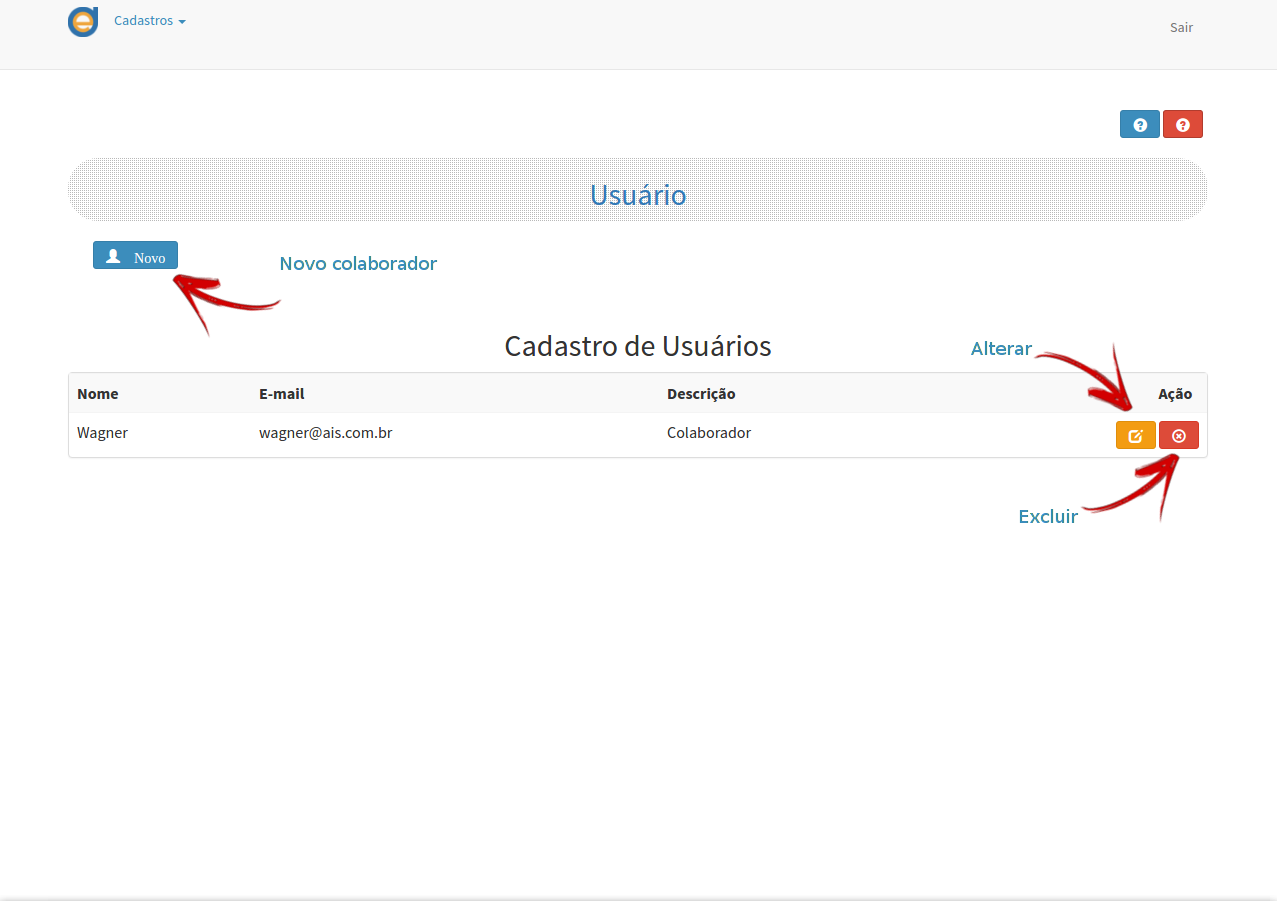 Cadastros
Sair
Usuário
Novo
Novo colaborador
Cadastro de Usuários
Alterar
Nome E-mail Descrição Ação
Wagner wagner@ais.com.br Colaborador
Excluir